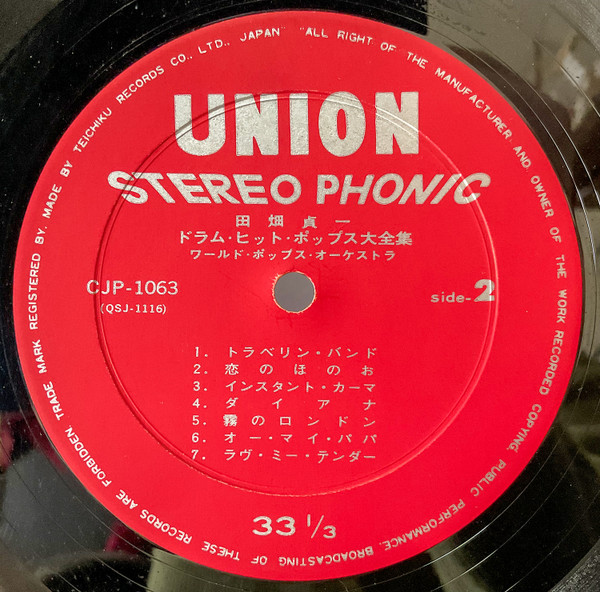 TRADE MARK REGISTERED BY. MADE BY TEICHIKU RECORDS CO., LTD., JAPAN" "ALL RIGHT OF THE MANUFACTURER AND OWNER OF THE WORK RECORDED COPYING, PUBLIC PERFORMANCE, BROADCASTING OF THESE RECORDS ARE FORBIDDEN
UNION
STEREO PHONIC
田畑貞一
ドラム・ヒット・ポップス大全集
ワールド・ポップス・オーケストラ
CJP-1063
side-2
(QSJ-1116)
1. トラベリン・バンド
2. 恋のほのお
3. インスタント・カーマ
4. ダイアナ
5. 霧のロンドン
6. オー・マイ・パパ
7. ラヴ・ミー・テンダー
33 1/3